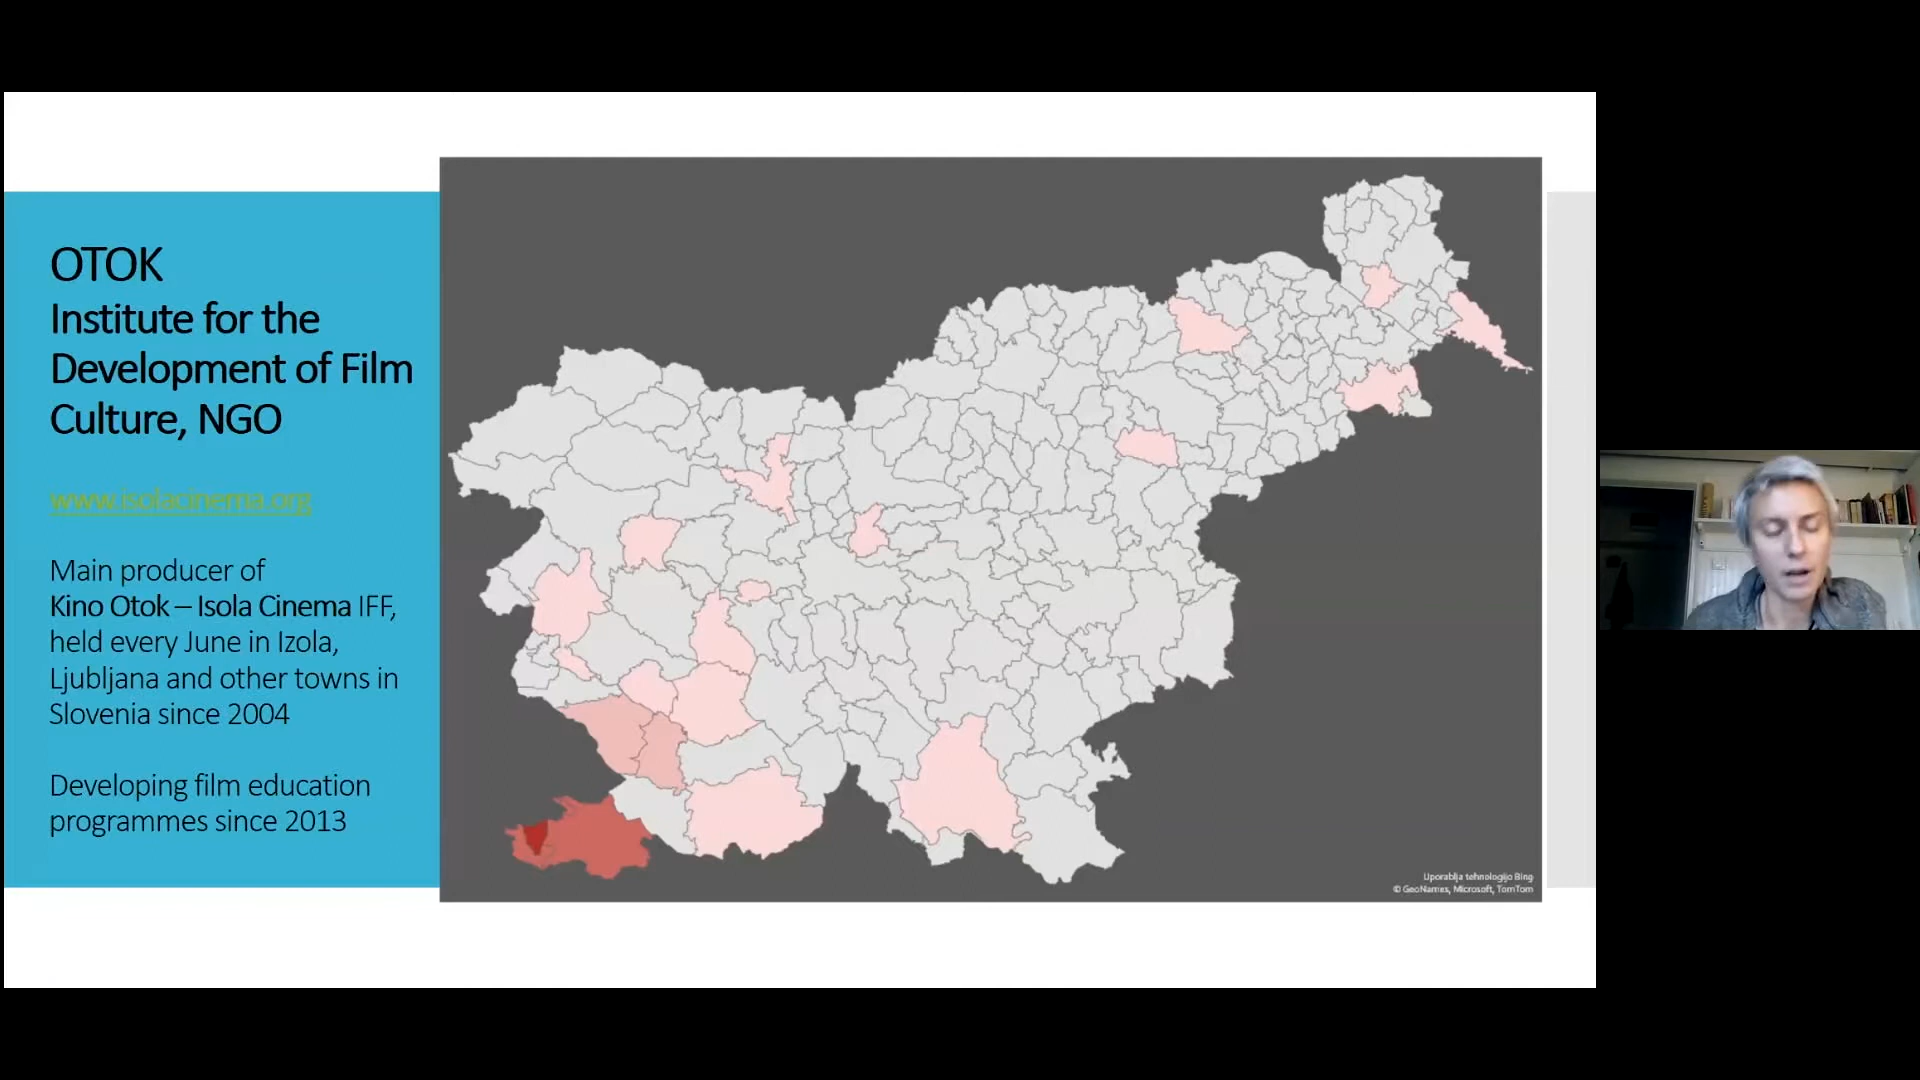 OTOK
Institute for the
Development of Film
Culture, NGO
www.isolacinema.org
Main producer of
Kino Otok – Isola Cinema IFF,
held every June in Izola,
Ljubljana and other towns in
Slovenia since 2004
Developing film education
programmes since 2013
Uporablja tehnologijo Bing
© GeoNames, Microsoft, TomTom